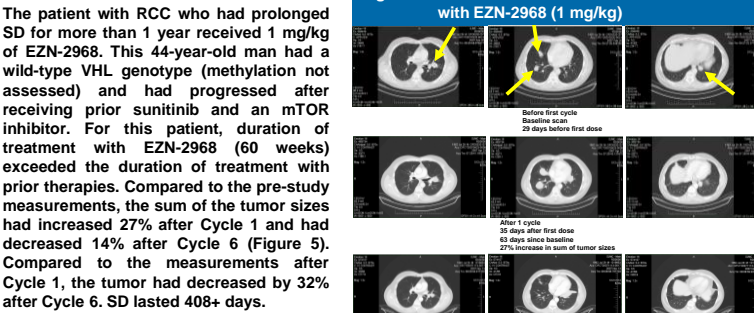 The patient with RCC who had prolonged
SD for more than 1 year received 1 mg/kg
of EZN-2968. This 44-year-old man had a
wild-type VHL genotype (methylation not
assessed) and had progressed after
receiving prior sunitinib and an mTOR
inhibitor. For this patient, duration of
treatment with EZN-2968 (60 weeks)
exceeded the duration of treatment with
prior therapies. Compared to the pre-study
measurements, the sum of the tumor sizes
had increased 27% after Cycle 1 and had
decreased 14% after Cycle 6 (Figure 5).
Compared to the measurements after
Cycle 1, the tumor had decreased by 32%
after Cycle 6. SD lasted 408+ days.
with EZN-2968 (1 mg/kg)
Before first cycle
Baseline scan
29 days before first dose
After 1 cycle
35 days after first dose
63 days since baseline
27% increase in sum of tumor sizes